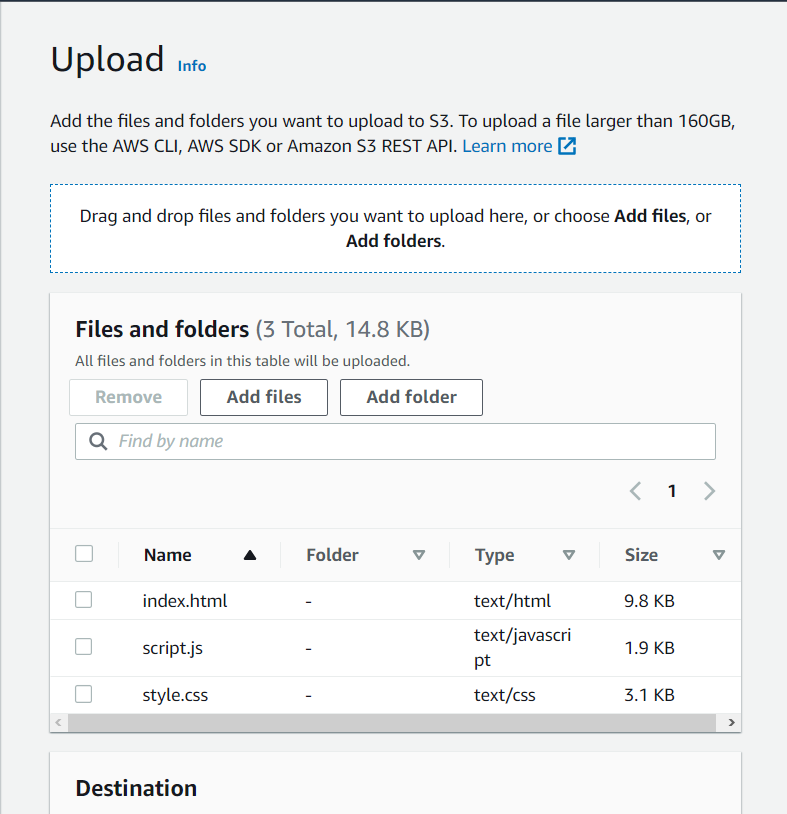 Upload Info
Add the files and folders you want to upload to S3. To upload a file larger than 160GB,
use the AWS CLI, AWS SDK or Amazon S3 REST API. Learn more
Drag and drop files and folders you want to upload here, or choose Add files, or
Add folders.
Files and folders (3 Total, 14.8 KB)
All files and folders in this table will be uploaded.
Remove Add files Add folder
Find by name
1
Name Folder Type Size
index.html - text/html 9.8 KB
script.js - text/javascri
pt 1.9 KB
style.css - text/css 3.1 KB
Destination